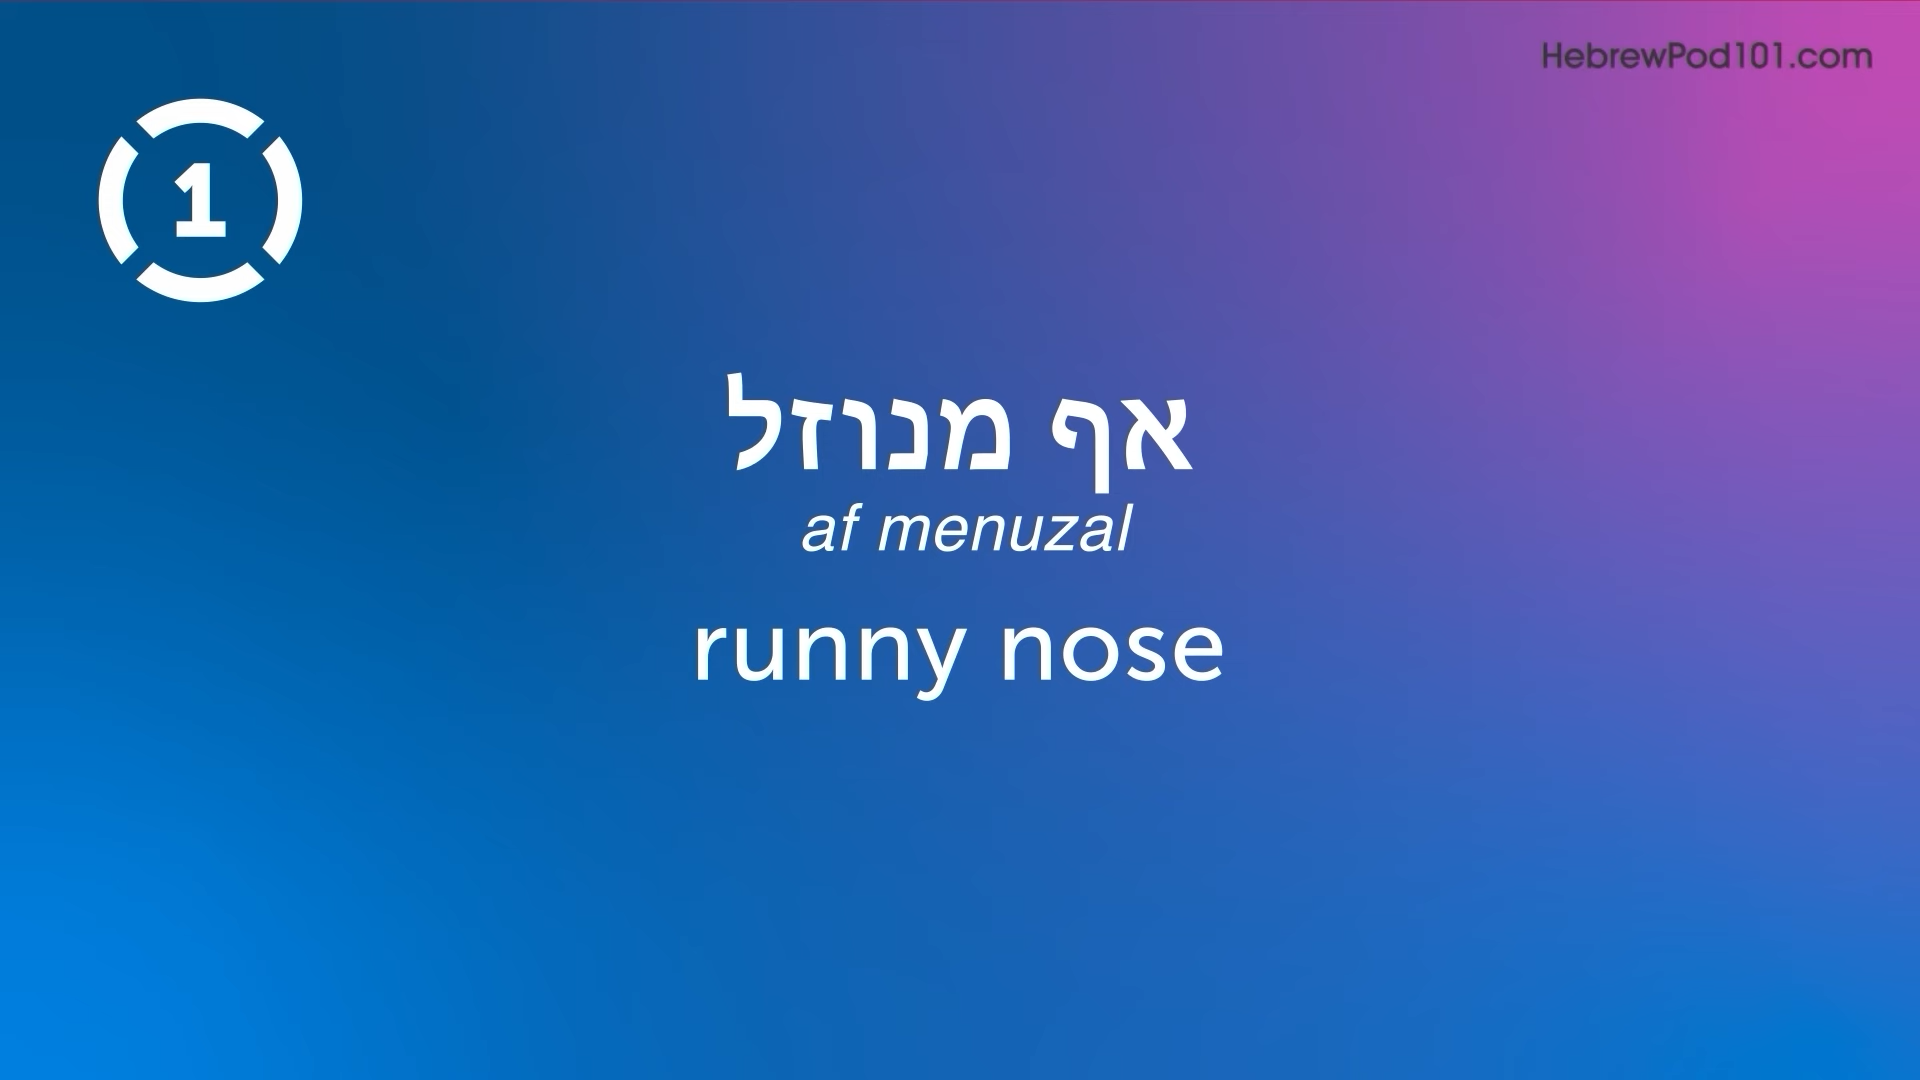 HebrewPod101.com
1
אף מנוזל
af menuzal
runny nose